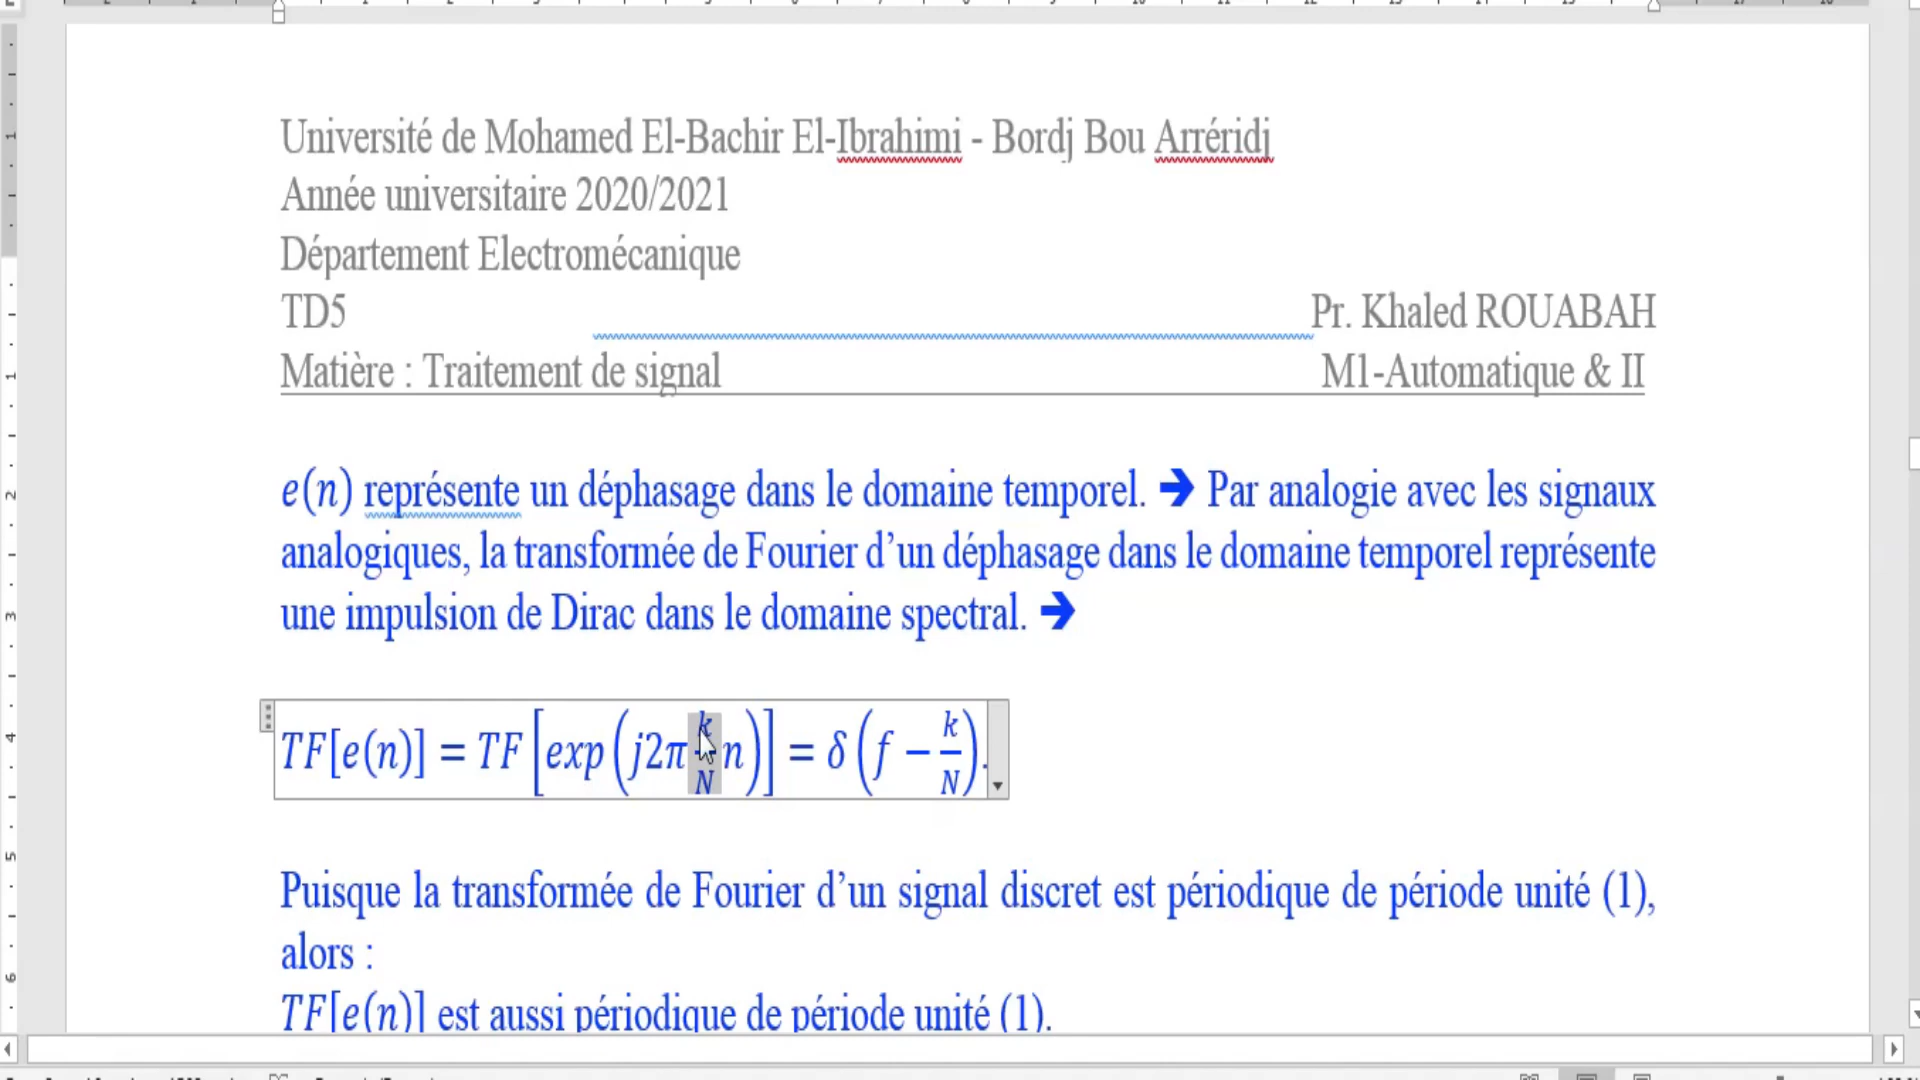 Université de Mohamed El-Bachir El-Ibrahimi - Bordj Bou Arréridj
Année universitaire 2020/2021
Département Electromécanique
TD5 Pr. Khaled ROUABAH
Matière : Traitement de signal M1-Automatique & II
e(n) représente un déphasage dans le domaine temporel. ➔ Par analogie avec les signaux
analogiques, la transformée de Fourier d’un déphasage dans le domaine temporel représente
une impulsion de Dirac dans le domaine spectral. ➔
TF[e(n)] = TF[exp(j2π k/N n)] = δ(f − k/N).
Puisque la transformée de Fourier d’un signal discret est périodique de période unité (1),
alors :
TF[e(n)] est aussi périodique de période unité (1).